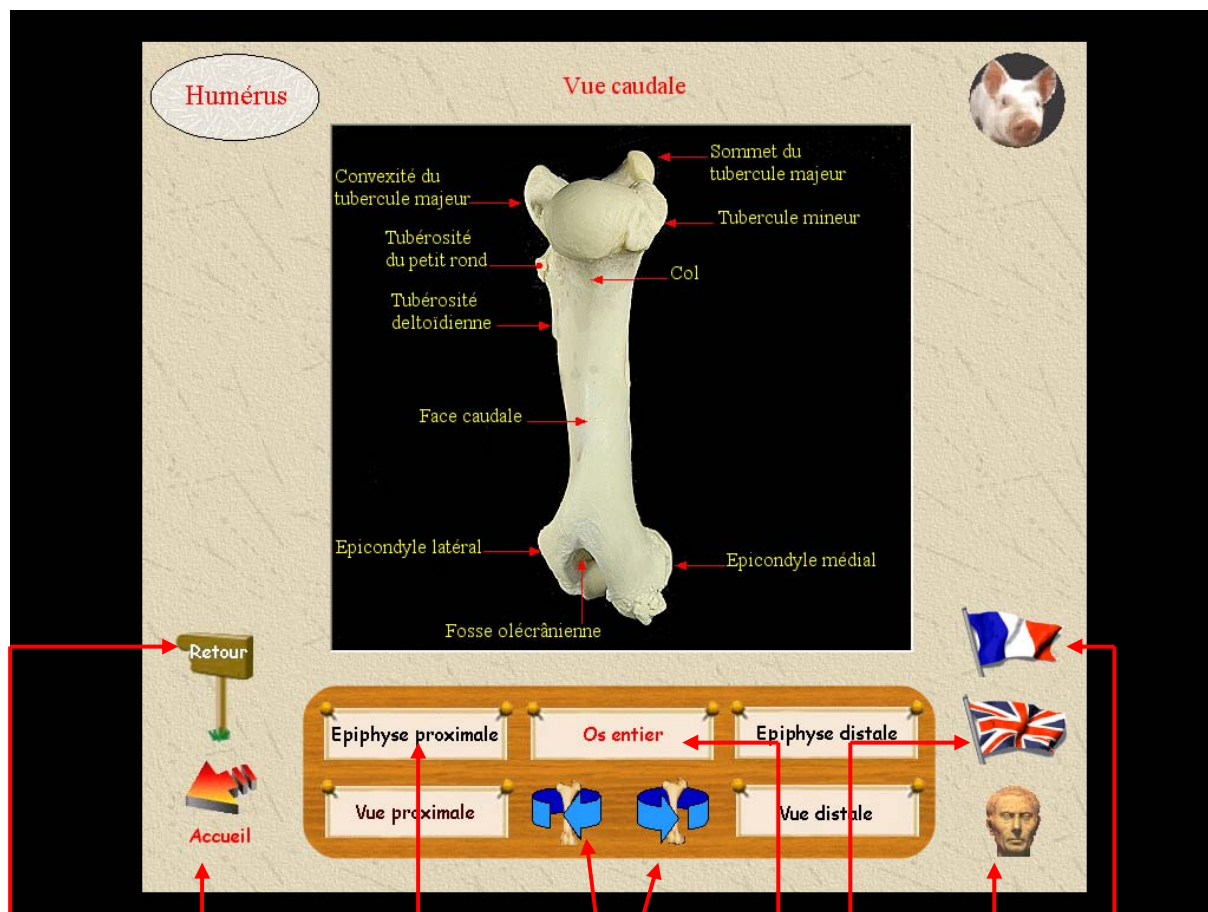 Humérus
Vue caudale
Sommet du
tubercule majeur
Convexité du
tubercule majeur
Tubercule mineur
Tubérosité
du petit rond
Col
Tubérosité
deltoïdienne
Face caudale
Epicondyle latéral
Epicondyle médial
Fosse olécrânienne
Retour
Epiphyse proximale
Os entier
Epiphyse distale
Vue proximale
Vue distale
Accueil